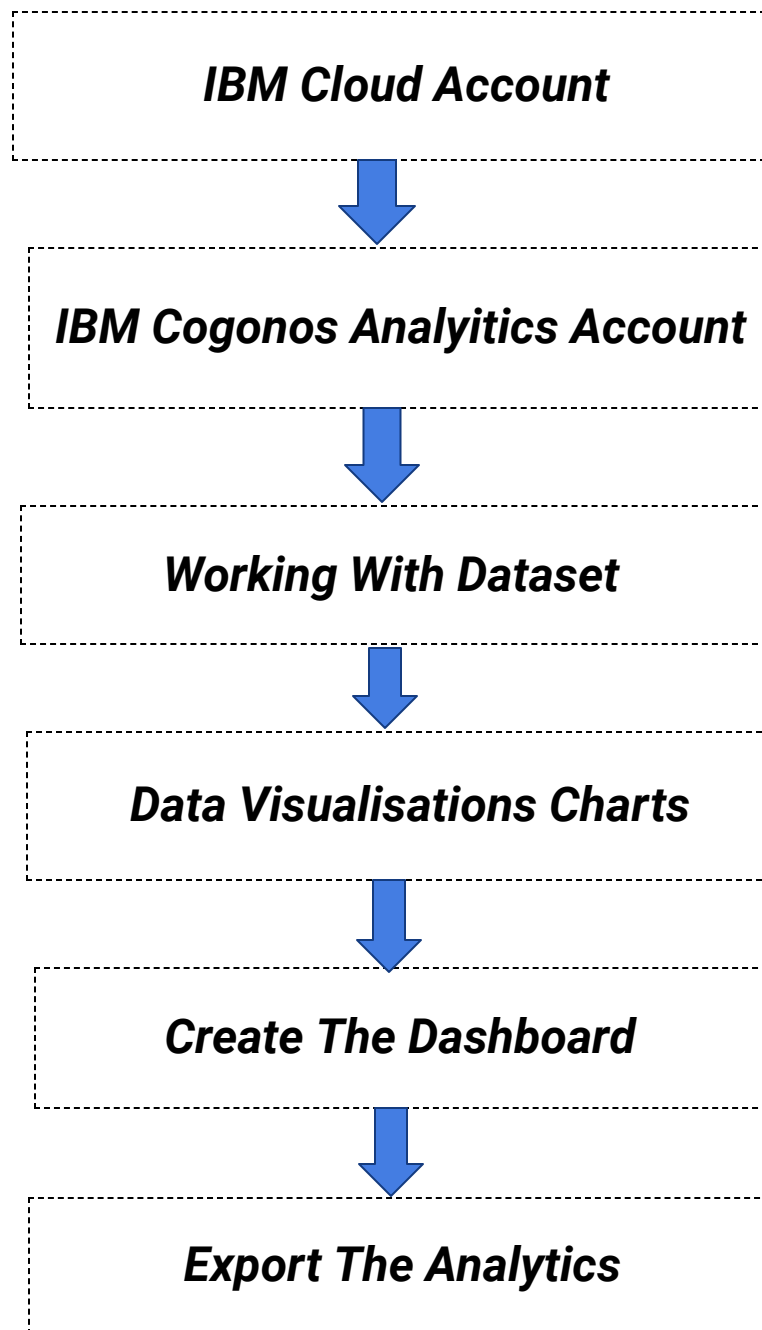 IBM Cloud Account
IBM Cogonos Analyitics Account
Working With Dataset
Data Visualisations Charts
Create The Dashboard
Export The Analytics